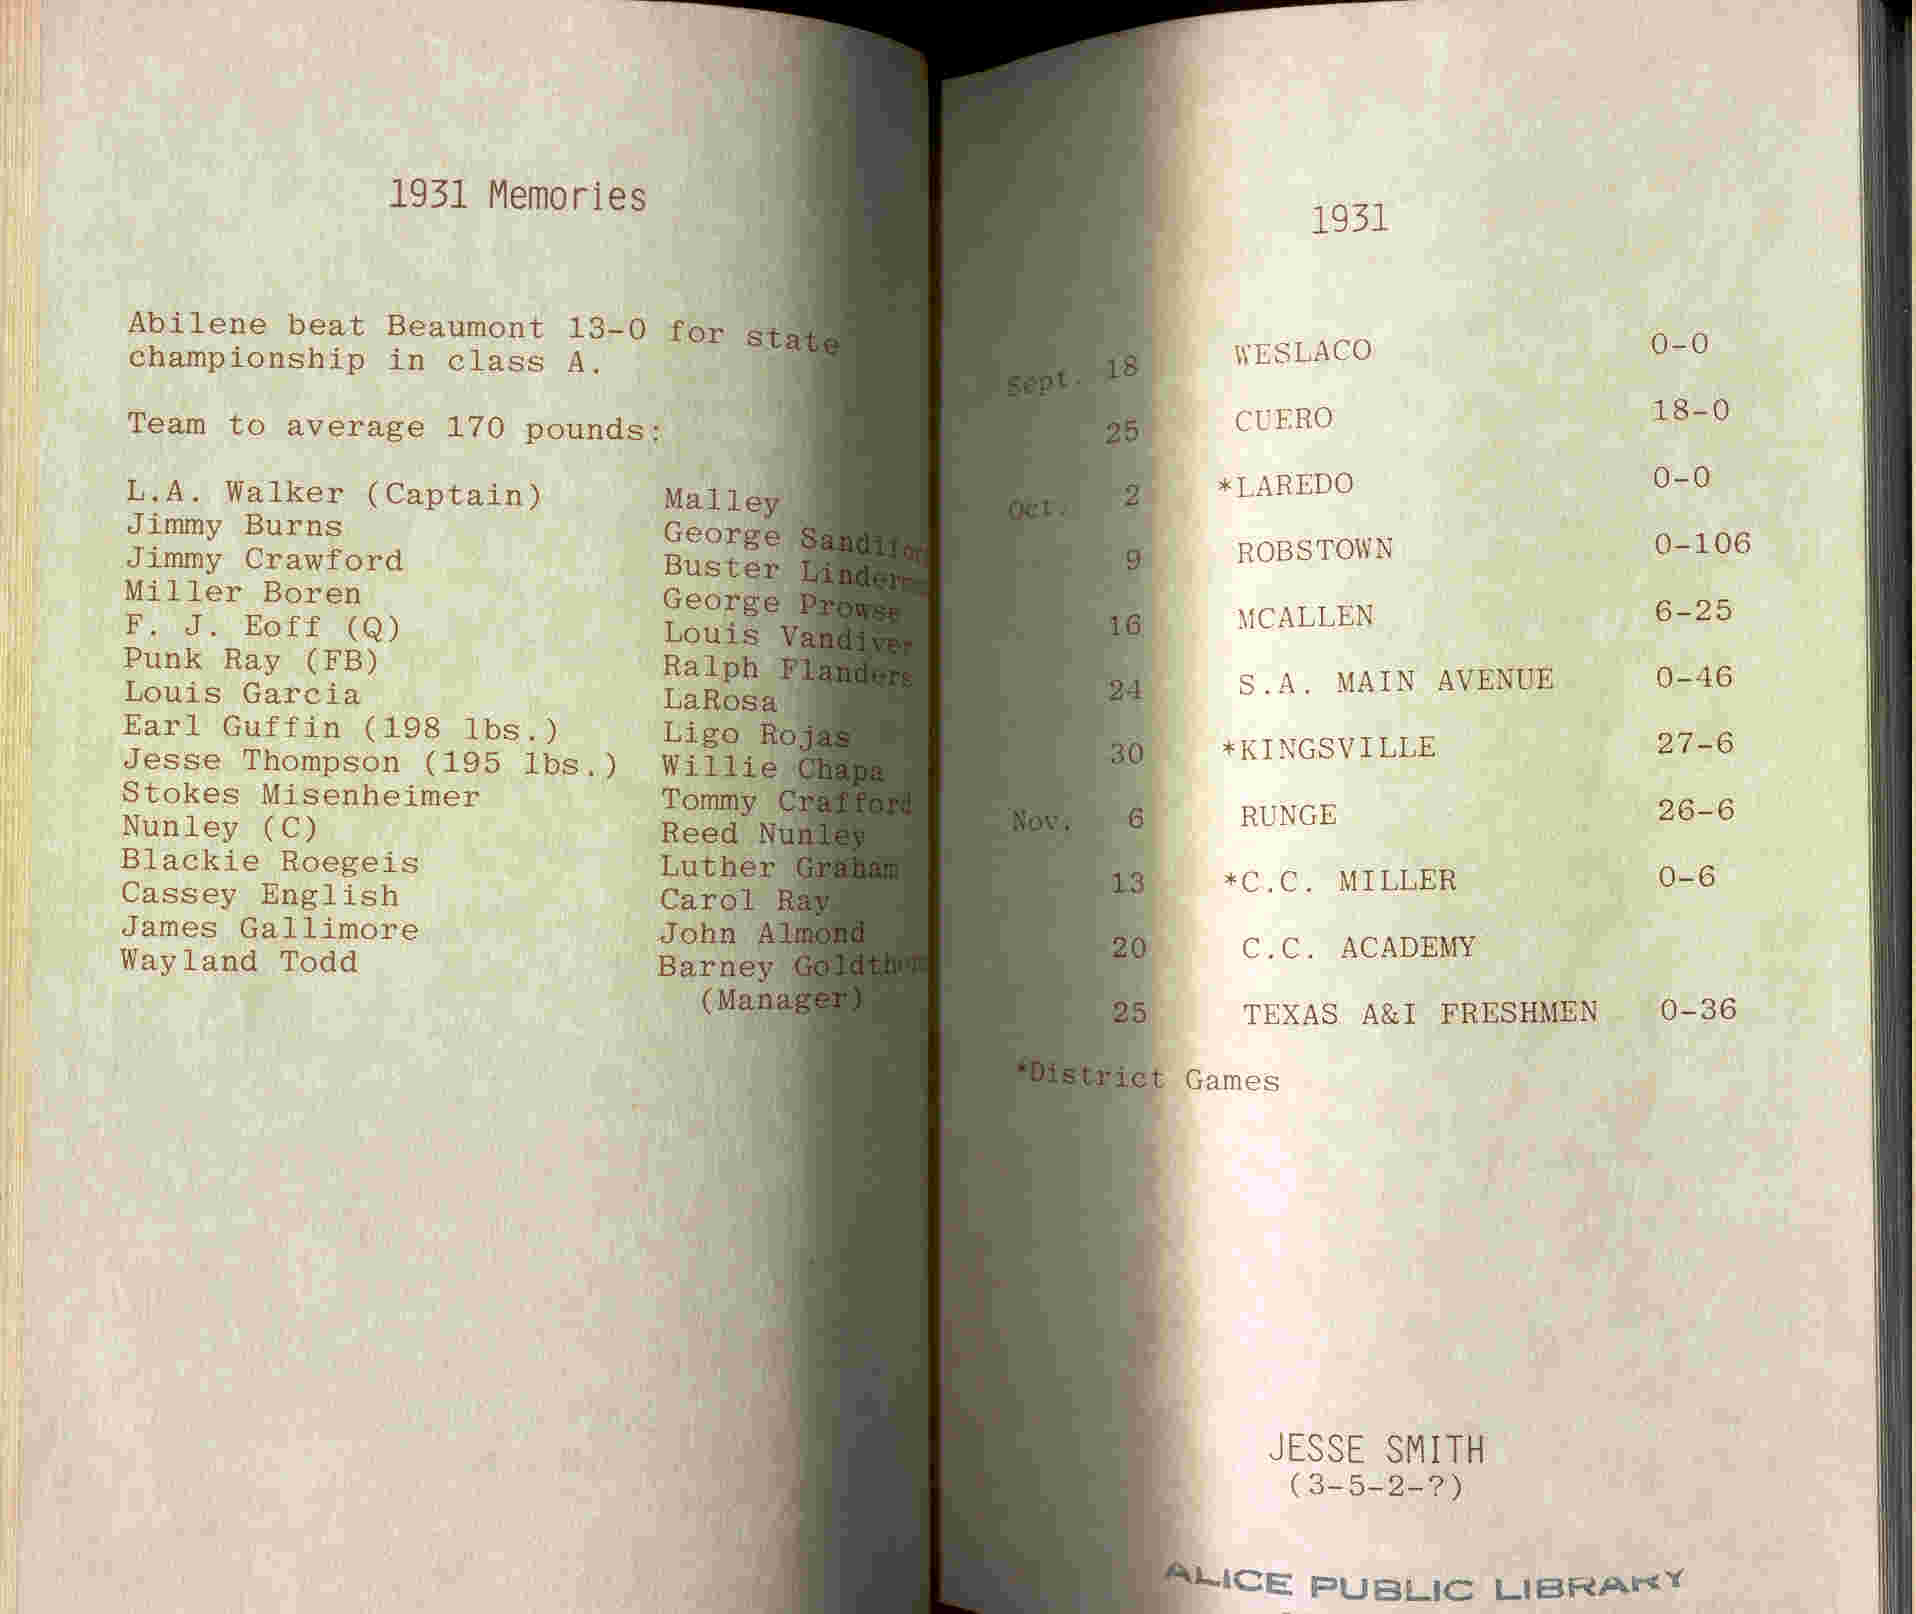 1931 Memories
Abilene beat Beaumont 13-0 for state
championship in class A.
Team to average 170 pounds:
L.A. Walker (Captain)
Jimmy Burns
Jimmy Crawford
Miller Boren
F. J. Eoff (Q)
Punk Ray (FB)
Louis Garcia
Earl Guffin (198 lbs.)
Jesse Thompson (195 lbs.)
Stokes Misenheimer
Nunley (C)
Blackie Roegeis
Cassey English
James Gallimore
Wayland Todd
Malley
George
Buster
George Prowse
Louis Vandiver
Ralph Flanders
LaRosa
Ligo Rojas
Willie Chapa
Tommy Crafford
Reed Nunley
Luther Graham
Carol Ray
John Almond
Barney
(Manager)
1931
Sept. 18 WESLACO 0-0
25 CUERO 18-0
Oct. 2 *LAREDO 0-0
9 ROBSTOWN 0-106
16 MCALLEN 6-25
24 S.A. MAIN AVENUE 0-46
30 *KINGSVILLE 27-6
Nov. 6 RUNGE 26-6
13 *C.C. MILLER 0-6
20 C.C. ACADEMY
25 TEXAS A&I FRESHMEN 0-36
*District Games
JESSE SMITH
(3-5-2-?)
ALICE PUBLIC LIBRARY